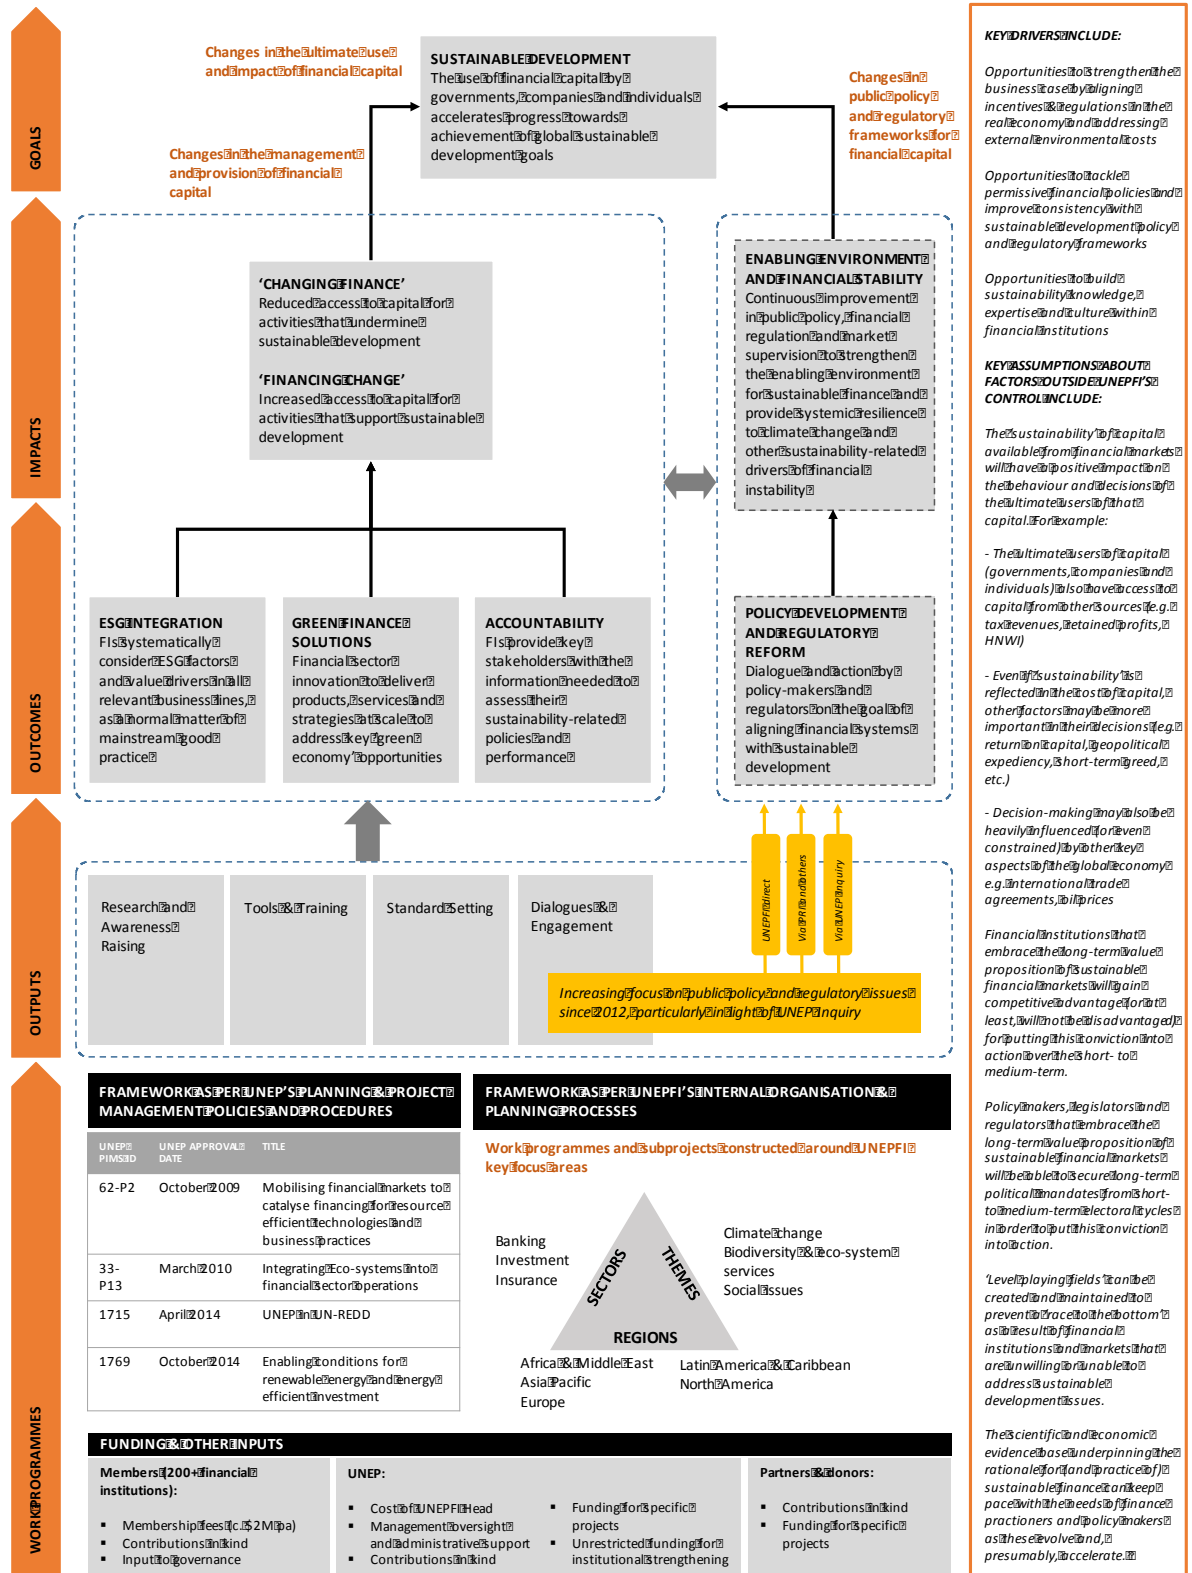 GOALS
IMPACTS
OUTCOMES
OUTPUTS
WORK PROGRAMMES
Changes in the ultimate use
and impact of financial capital
SUSTAINABLE DEVELOPMENT
The use of financial capital by
governments, companies and individuals
accelerates progress towards
achievement of global sustainable
development goals
Changes in
public policy
and regulatory
frameworks for
financial capital
Changes in the management
and provision of financial
capital
'CHANGING FINANCE'
Reduced access to capital for
activities that undermine
sustainable development
'FINANCING CHANGE'
Increased access to capital for
activities that support sustainable
development
ENABLING ENVIRONMENT
AND FINANCIAL STABILITY
Continuous improvement
in public policy, financial
regulation and market
supervision to strengthen
the enabling environment
for sustainable finance and
provide systemic resilience
to climate change and
other sustainability-related
drivers of financial
instability
ESG INTEGRATION
FIs systematically
consider ESG factors
and value drivers in all
relevant business lines,
as a normal matter of
mainstream good
practice
GREEN FINANCE
SOLUTIONS
Financial sector
innovation to deliver
products, services and
strategies at scale to
address key green
economy' opportunities
ACCOUNTABILITY
FIs provide key
stakeholders with the
information needed to
assess their
sustainability-related
policies and
performance
POLICY DEVELOPMENT
AND REGULATORY
REFORM
Dialogue and action by
policy-makers and
regulators on the goal of
aligning financial systems
with sustainable
development
Research and
Awareness
Raising
Tools & Training
Standard Setting
Dialogues &
Engagement
UNEPFI direct
Via PRI and others
Via UNEP Inquiry
Increasing focus on public policy and regulatory issues
since 2012, particularly in light of UNEP Inquiry
FRAMEWORK AS PER UNEP'S PLANNING & PROJECT
MANAGEMENT POLICIES AND PROCEDURES
UNEP
PIMS ID
UNEP APPROVAL
DATE
TITLE
62-P2
October 2009
Mobilising financial markets to
catalyse financing for resource
efficient technologies and
business practices
33-
P13
March 2010
Integrating Eco-systems into
financial sector operations
1715
April 2014
UNEP in UN-REDD
1769
October 2014
Enabling conditions for
renewable energy and energy
efficient investment
FRAMEWORK AS PER UNEPFI'S INTERNAL ORGANISATION &
PLANNING PROCESSES
Work programmes and subprojects constructed around UNEPFI
key focus areas
Banking
Investment
Insurance
SECTORS
THEMES
REGIONS
Climate change
Biodiversity & eco-system
services
Social issues
Africa & Middle East
Asia Pacific
Europe
Latin America & Caribbean
North America
FUNDING & OTHER INPUTS
Members (200+ financial
institutions):
▪ Membership fees (c. $2M pa)
▪ Contributions in kind
▪ Input to governance
UNEP:
▪ Cost of UNEPFI Head
▪ Management oversight
and administrative support
▪ Contributions in kind
▪ Funding for specific
projects
▪ Unrestricted funding for
institutional strengthening
Partners & donors:
▪ Contributions in kind
▪ Funding for specific
projects
KEY DRIVERS INCLUDE:
Opportunities to strengthen the
business case by aligning
incentives & regulations in the
real economy and addressing
external environmental costs
Opportunities to tackle
permissive financial policies and
improve consistency with
sustainable development policy
and regulatory frameworks
Opportunities to build
sustainability knowledge,
expertise and culture within
financial institutions
KEY ASSUMPTIONS ABOUT
FACTORS OUTSIDE UNEPFI'S
CONTROL INCLUDE:
The 'sustainability' of capital
available from financial markets
will have a positive impact on
the behaviour and decisions of
the ultimate users of that
capital. For example:
- The ultimate users of capital
(governments, companies and
individuals) also have access to
capital from other sources (e.g.
tax revenues, retained profits,
HNWI)
- Even if 'sustainability' is
reflected in the cost of capital,
other factors may be more
important in their decisions (e.g.
return on capital, geopolitical
expediency, short-term greed,
etc.)
- Decision-making may also be
heavily influenced (or even
constrained) by other key
aspects of the global economy
e.g. international trade
agreements, oil prices
Financial institutions that
embrace the long-term value
proposition of sustainable
financial markets will gain
competitive advantage (or at
least, will not be disadvantaged)
for putting this conviction into
action over the short- to
medium-term.
Policy makers, legislators and
regulators that embrace the
long-term value proposition of
sustainable financial markets
will be able to secure long-term
political mandates from short-
to medium-term electoral cycles
in order to put this conviction
into action.
'Level playing fields' can be
created and maintained to
prevent a 'race to the bottom'
as a result of financial
institutions and markets that
are unwilling or unable to
address sustainable
development issues.
The scientific and economic
evidence base underpinning the
rationale for (and practice of)
sustainable finance can keep
pace with the needs of finance
practioners and policy makers
as these evolve and,
presumably, accelerate.